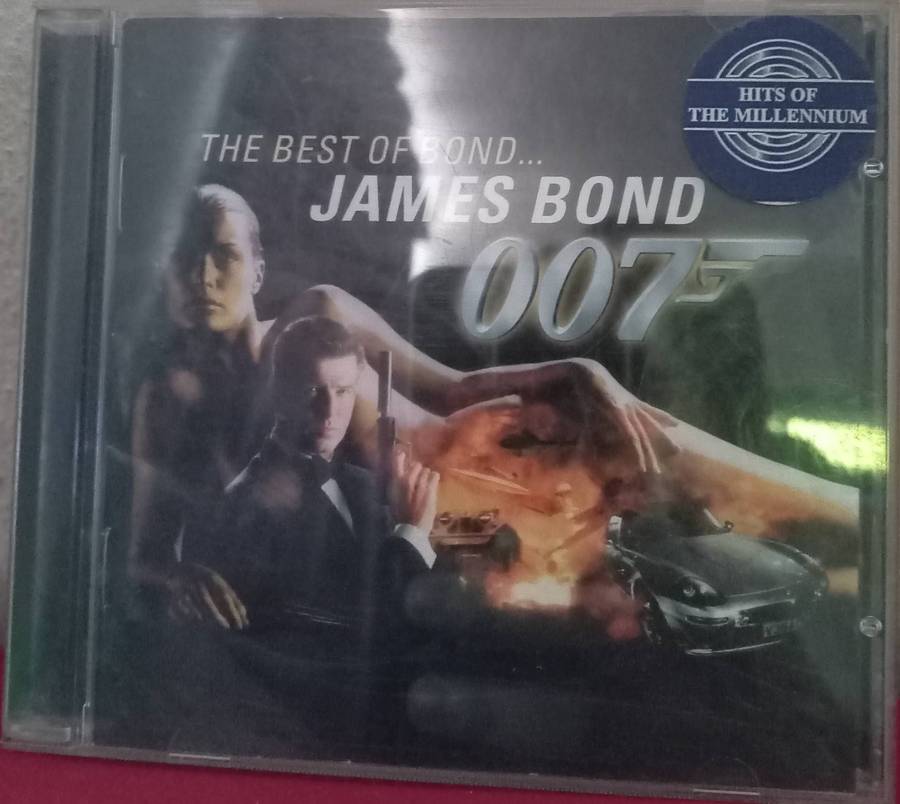 HITS OF
THE MILLENNIUM
THE BEST OF BOND...
JAMES BOND
007